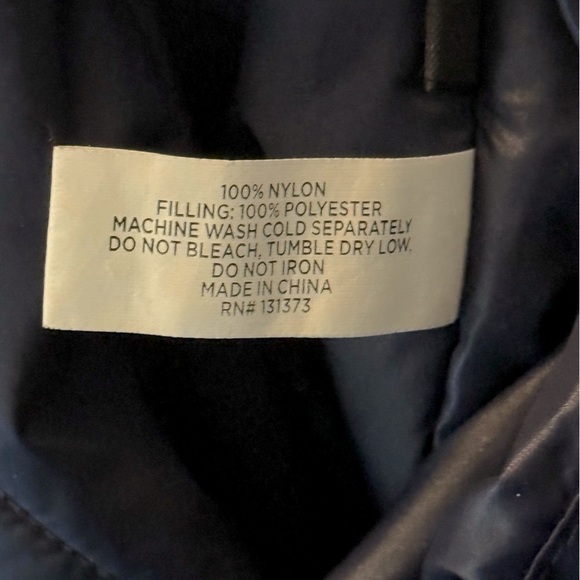 100% NYLON
FILLING: 100% POLYESTER
MACHINE WASH COLD SEPARATELY
DO NOT BLEACH, TUMBLE DRY LOW,
DO NOT IRON
MADE IN CHINA
RN# 131373